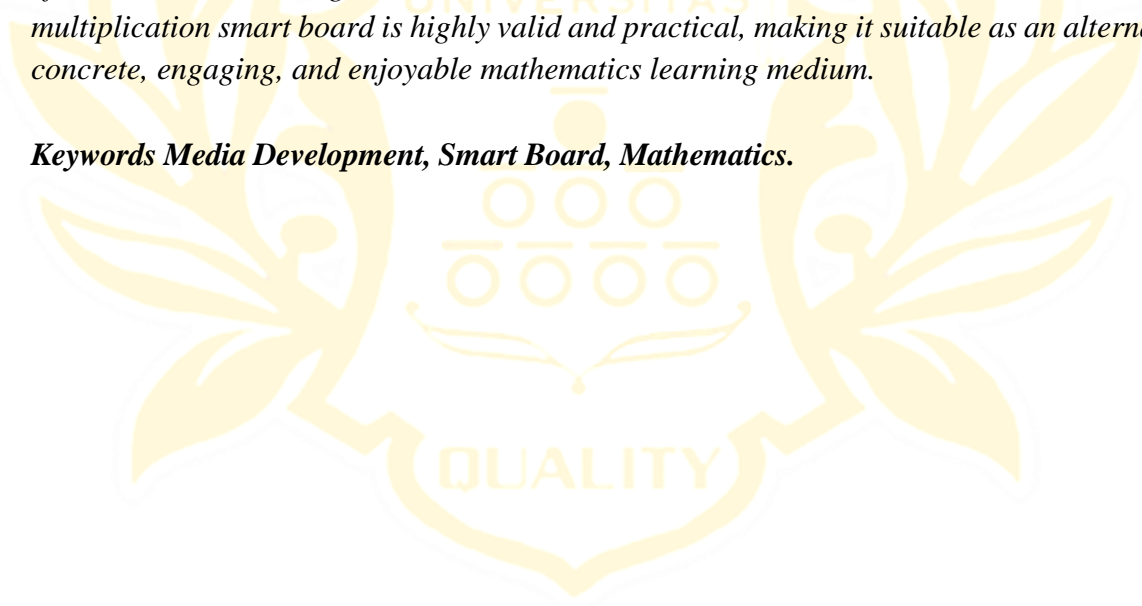 UNIVERSITAS
multiplication smart board is highly valid and practical, making it suitable as an
concrete, engaging, and enjoyable mathematics learning medium.
Keywords Media Development, Smart Board, Mathematics.
QUALITY